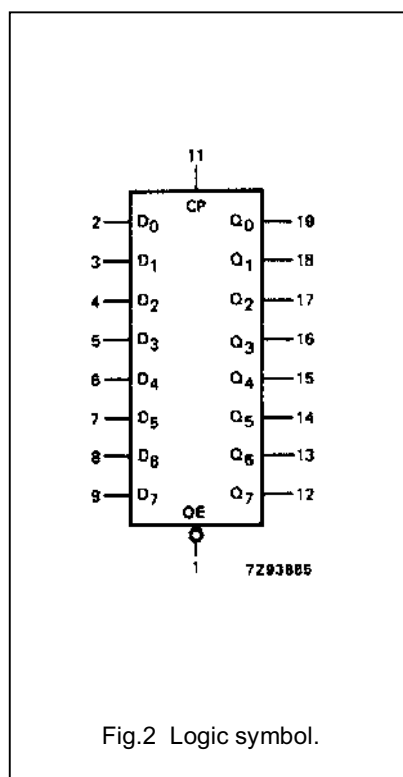 11
CP
2 D0 Q0 19
3 D1 Q1 18
4 D2 Q2 17
5 D3 Q3 16
6 D4 Q4 15
7 D5 Q5 14
8 D6 Q6 13
9 D7 Q7 12
OE
1 7Z93885
Fig.2 Logic symbol.